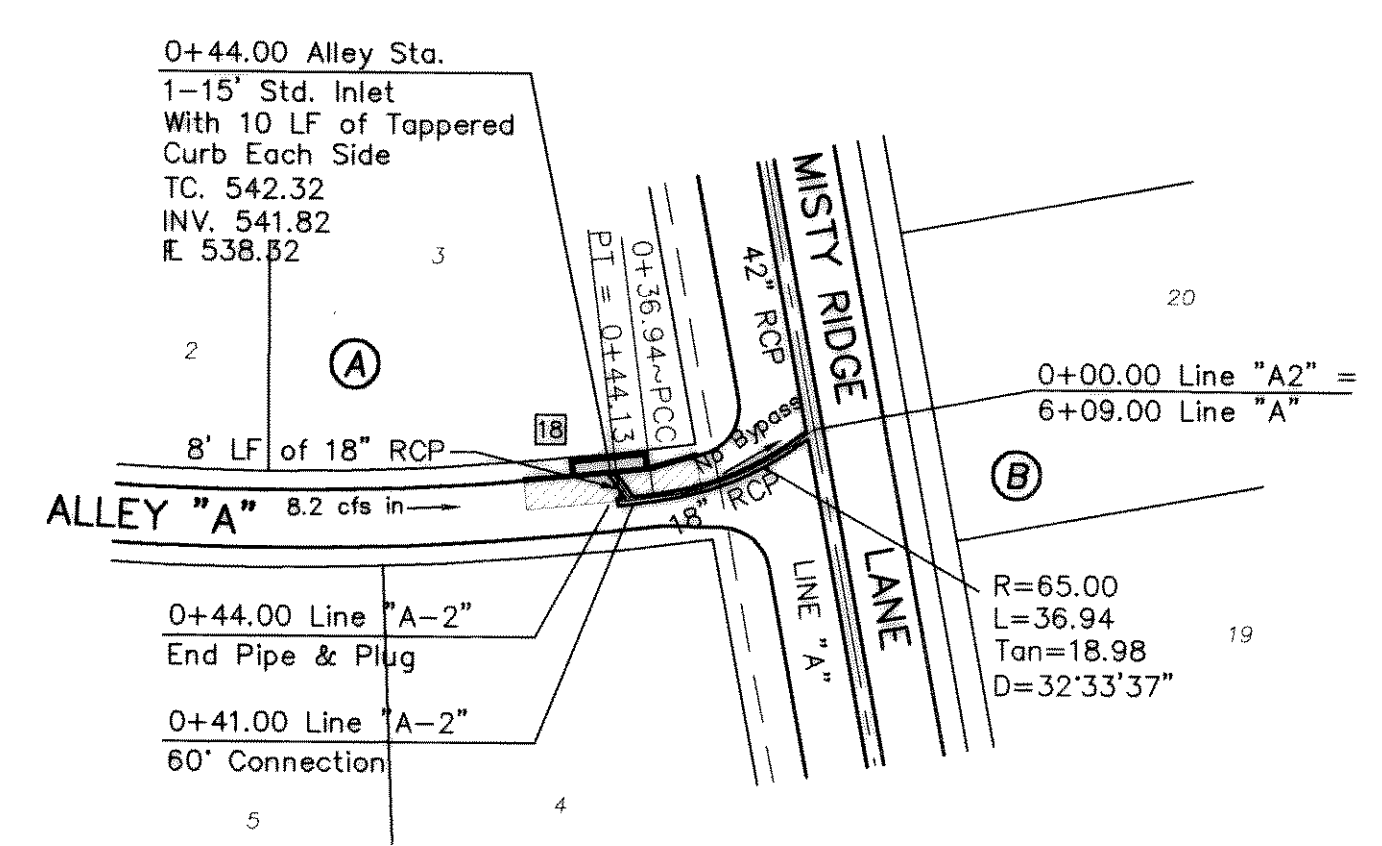 0+44.00 Alley Sta.
1-15' Std. Inlet
With 10 LF of Tappered
Curb Each Side
TC. 542.32
INV. 541.82
FL 538.32
3
2
A
18
8' LF of 18" RCP
ALLEY "A"
8.2 cfs in
PT = 0+44.13
0+36.94~PCC
42" RCP
MISTY RIDGE
LANE
No Bypass
18" RCP
LINE "A"
20
0+00.00 Line "A2" =
6+09.00 Line "A"
B
R=65.00
L=36.94
Tan=18.98
D=32°33'37"
19
0+44.00 Line "A-2"
End Pipe & Plug
0+41.00 Line "A-2"
60° Connection
5
4